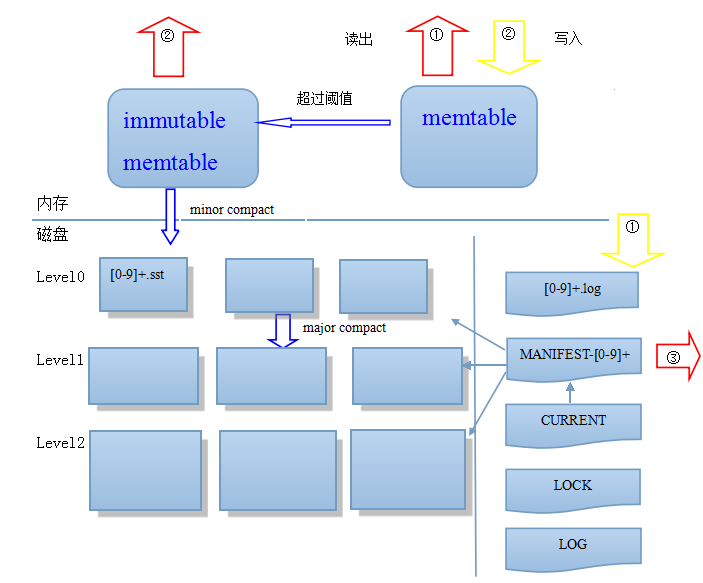 ②
读出
①
②
写入
immutable
memtable
超过阈值
memtable
内存
minor compact
磁盘
①
Level0
[0-9]+.sst
[0-9]+.log
major compact
Level1
MANIFEST-[0-9]+
③
CURRENT
Level2
LOCK
LOG